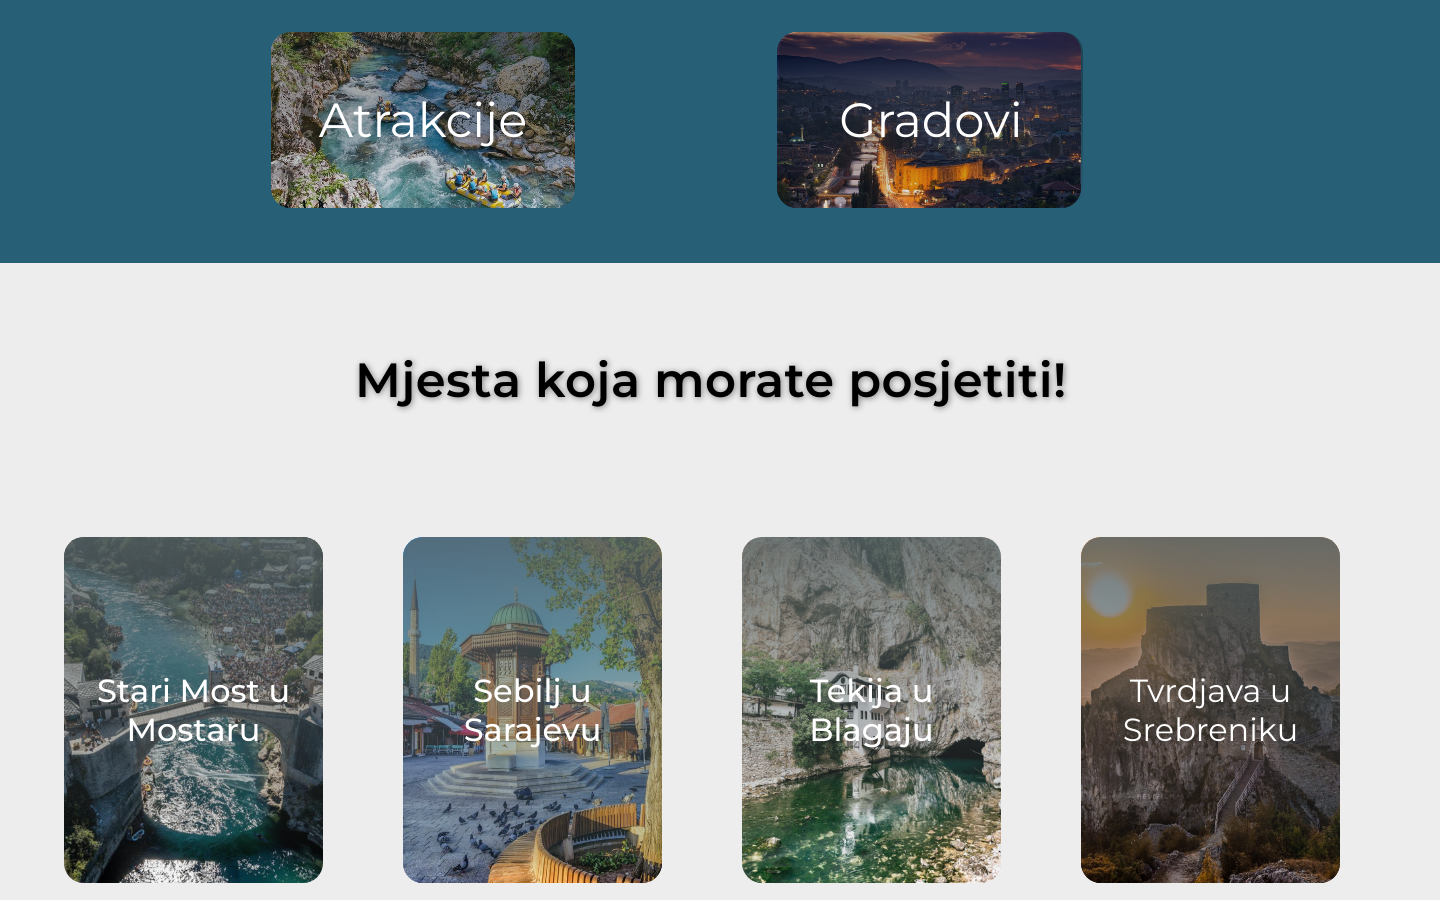 Atrakcije
Gradovi
Mjesta koja morate posjetiti!
Stari Most u
Mostaru
Sebilj u
Sarajevu
Tekija u
Blagaju
Tvrdjava u
Srebreniku